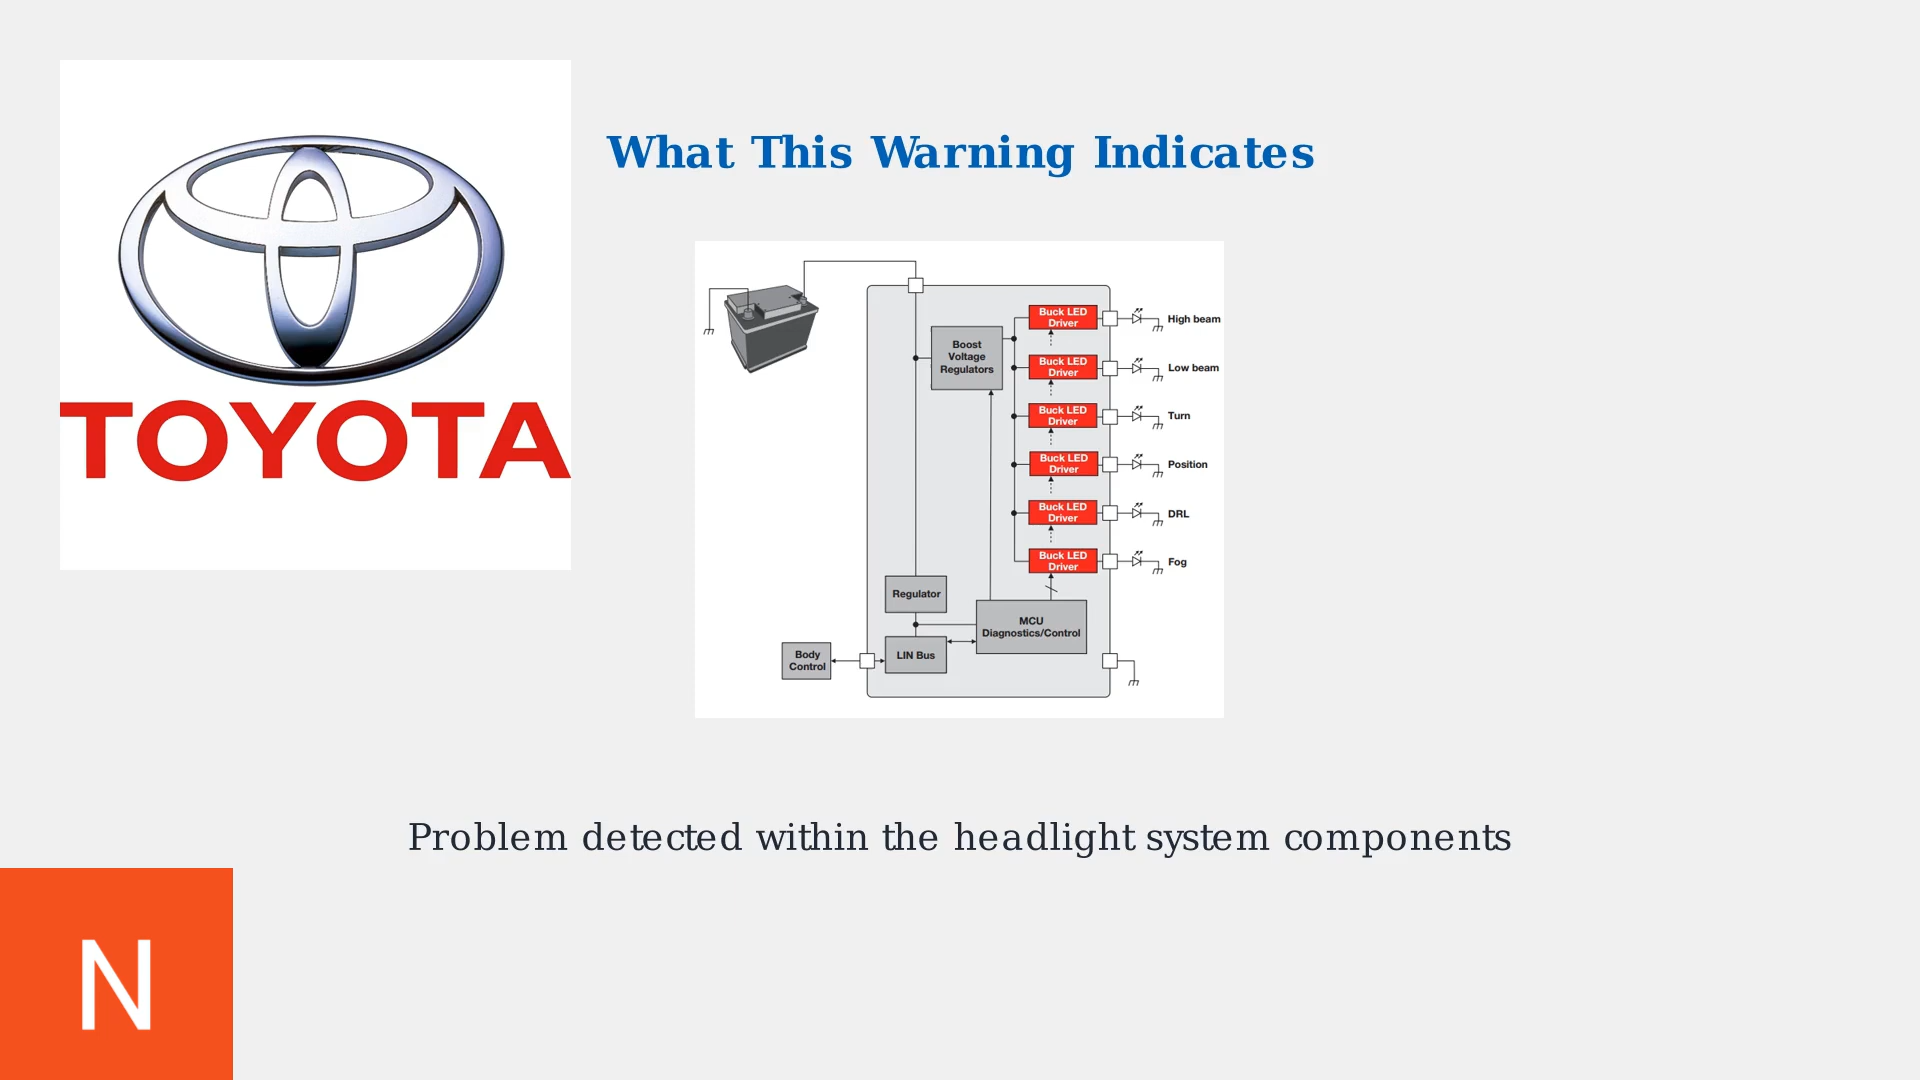 What This Warning Indicates
TOYOTA
Boost
Voltage
Regulators
Buck LED
Driver
High beam
Buck LED
Driver
Low beam
Buck LED
Driver
Turn
Buck LED
Driver
Position
Buck LED
Driver
DRL
Buck LED
Driver
Fog
Regulator
MCU
Diagnostics/Control
LIN Bus
Body
Control
Problem detected within the headlight system components
N